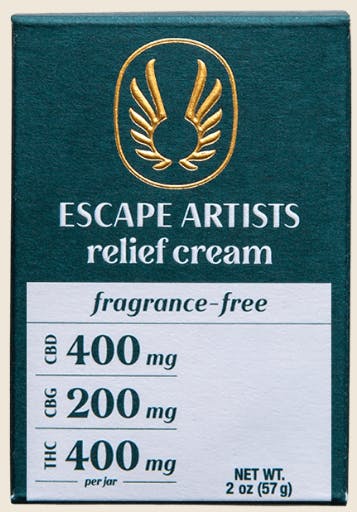 ESCAPE ARTISTS
relief cream
fragrance-free
CBD 400 mg
CBG 200 mg
THC 400 mg
per jar
NET WT.
2 oz (57 g)